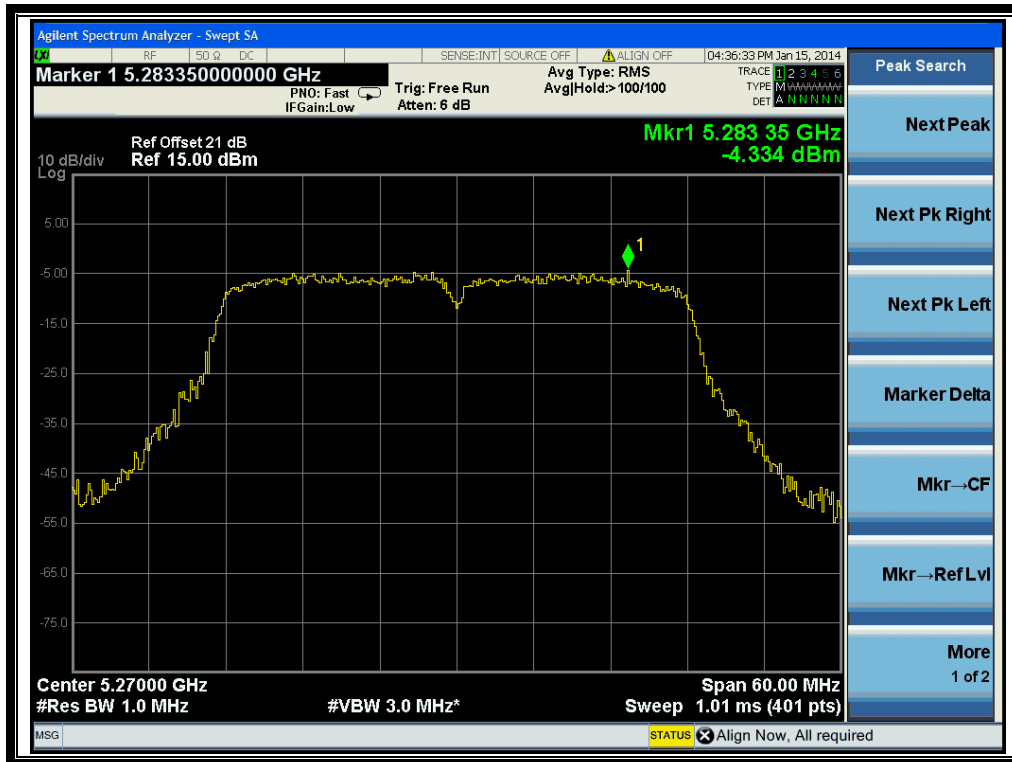 Agilent Spectrum Analyzer - Swept SA
LXI RF 50 Ω DC SENSE:INT SOURCE OFF ALIGN OFF 04:36:33 PM Jan 15, 2014
Marker 1 5.283350000000 GHz
PNO: Fast
IFGain:Low
Trig: Free Run
Atten: 6 dB
Avg Type: RMS
Avg|Hold:>100/100
TRACE 1 2 3 4 5 6
TYPE M WWWWW
DET A N N N N N
Ref Offset 21 dB
10 dB/div Ref 15.00 dBm
Log
Mkr1 5.283 35 GHz
-4.334 dBm
5.00
1
-5.00
-15.0
-25.0
-35.0
-45.0
-55.0
-65.0
-75.0
Center 5.27000 GHz Span 60.00 MHz
#Res BW 1.0 MHz #VBW 3.0 MHz* Sweep 1.01 ms (401 pts)
MSG STATUS Align Now, All required
Peak Search
Next Peak
Next Pk Right
Next Pk Left
Marker Delta
Mkr→CF
Mkr→Ref Lvl
More
1 of 2